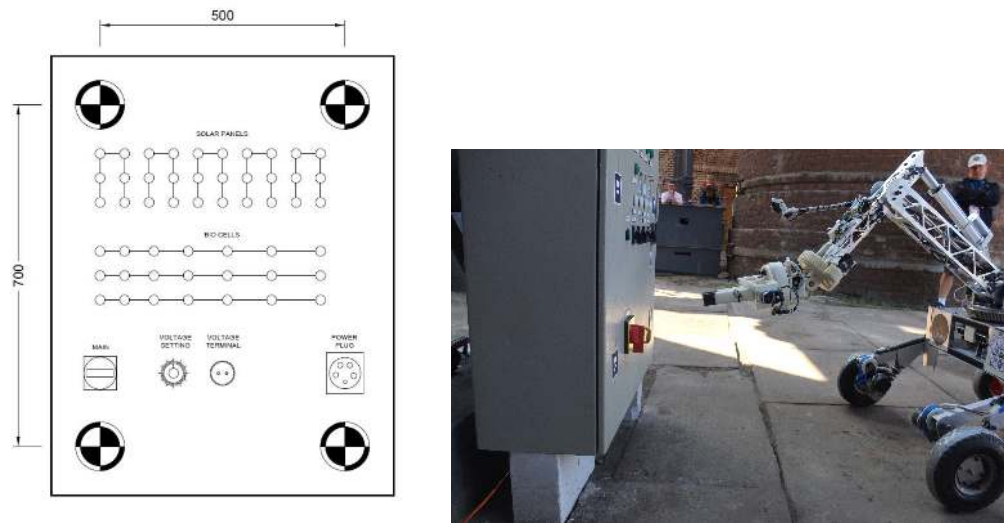 500
700
SOLAR PANELS
BIO CELLS
MAIN
VOLTAGE
SETTING
VOLTAGE
TERMINAL
POWER
PLUG